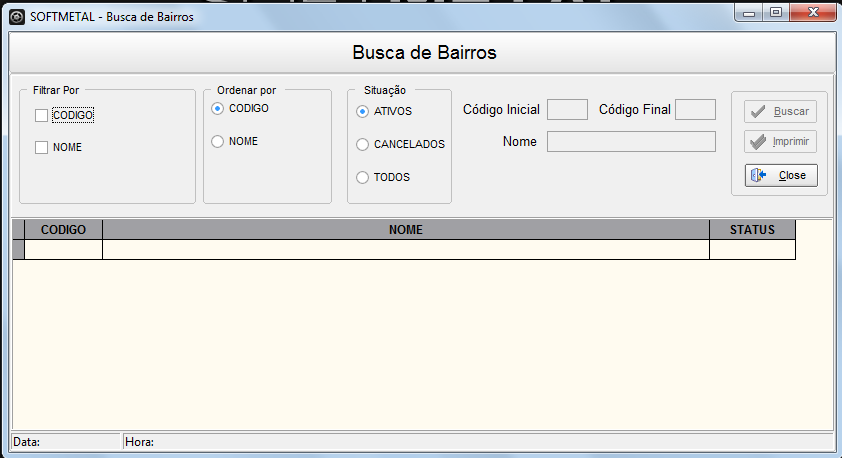 SOFTMETAL - Busca de Bairros
Busca de Bairros
Filtrar Por
CODIGO
NOME
Ordenar por
CODIGO
NOME
Situação
ATIVOS
CANCELADOS
TODOS
Código Inicial
Código Final
Nome
Buscar
Imprimir
Close
CODIGO NOME STATUS
Data: Hora: